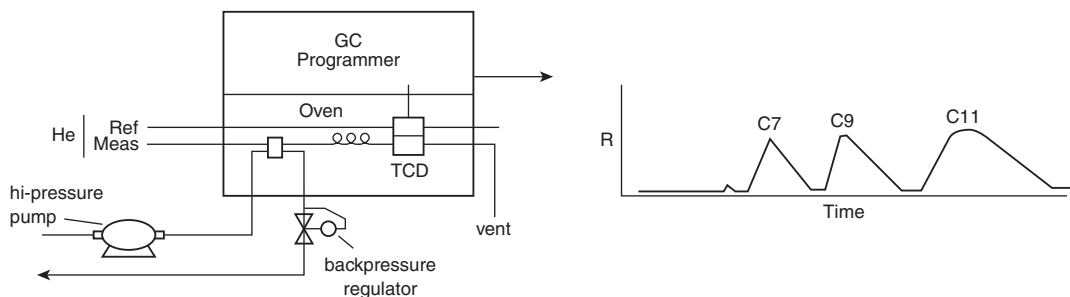 GC
Programmer
Oven
He
Ref
Meas
TCD
hi-pressure
pump
vent
backpressure
regulator
R
C7
C9
C11
Time